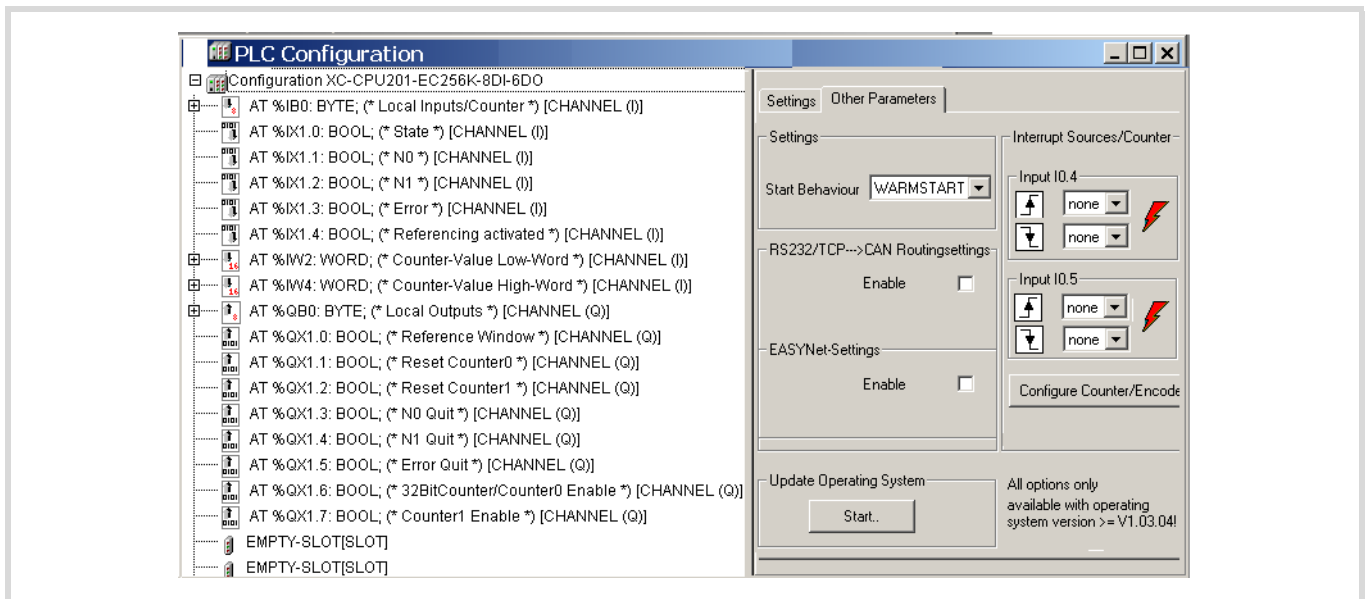 PLC Configuration
Configuration XC-CPU201-EC256K-8DI-6DO
AT %IB0: BYTE; (* Local Inputs/Counter *) [CHANNEL (I)]
AT %IX1.0: BOOL; (* State *) [CHANNEL (I)]
AT %IX1.1: BOOL; (* N0 *) [CHANNEL (I)]
AT %IX1.2: BOOL; (* N1 *) [CHANNEL (I)]
AT %IX1.3: BOOL; (* Error *) [CHANNEL (I)]
AT %IX1.4: BOOL; (* Referencing activated *) [CHANNEL (I)]
AT %IW2: WORD; (* Counter-Value Low-Word *) [CHANNEL (I)]
AT %IW4: WORD; (* Counter-Value High-Word *) [CHANNEL (I)]
AT %QB0: BYTE; (* Local Outputs *) [CHANNEL (Q)]
AT %QX1.0: BOOL; (* Reference Window *) [CHANNEL (Q)]
AT %QX1.1: BOOL; (* Reset Counter0 *) [CHANNEL (Q)]
AT %QX1.2: BOOL; (* Reset Counter1 *) [CHANNEL (Q)]
AT %QX1.3: BOOL; (* N0 Quit *) [CHANNEL (Q)]
AT %QX1.4: BOOL; (* N1 Quit *) [CHANNEL (Q)]
AT %QX1.5: BOOL; (* Error Quit *) [CHANNEL (Q)]
AT %QX1.6: BOOL; (* 32BitCounter/Counter0 Enable *) [CHANNEL (Q)]
AT %QX1.7: BOOL; (* Counter1 Enable *) [CHANNEL (Q)]
EMPTY-SLOT[SLOT]
EMPTY-SLOT[SLOT]
Settings Other Parameters
Settings
Start Behaviour WARMSTART
RS232/TCP--->CAN Routingsettings
Enable
EASYNet-Settings
Enable
Update Operating System
Start..
Interrupt Sources/Counter
Input I0.4
none
none
Input I0.5
none
none
Configure Counter/Encode
All options only
available with operating
system version >= V1.03.04!